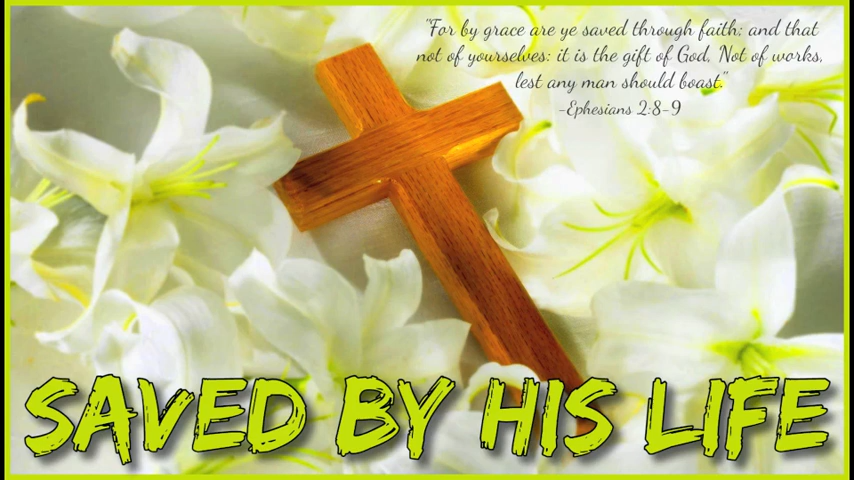 "For by grace are ye saved through faith; and that
not of yourselves: it is the gift of God, Not of works,
lest any man should boast."
-Ephesians 2:8-9
SAVED BY HIS LIFE